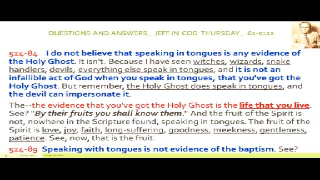 QUESTIONS AND ANSWERS_ JEFF.IN COD THURSDAY_ 61-0112
524-84 I do not believe that speaking in tongues is any evidence of
the Holy Ghost. It isn't. Because I have seen witches, wizards, snake
handlers, devils, everything else speak in tongues, and it is not an
infallible act of God when you speak in tongues, that you've got the
Holy Ghost. But remember, the Holy Ghost does speak in tongues, and
the devil can impersonate it.
The--the evidence that you've got the Holy Ghost is the life that you live.
See? "By their fruits you shall know them." And the fruit of the Spirit is
not, nowhere in the Scripture found, speaking in tongues. The fruit of the
Spirit is love, joy, faith, long-suffering, goodness, meekness, gentleness,
patience. See, now, that is the fruit.
524-89 Speaking with tongues is not evidence of the baptism. See?